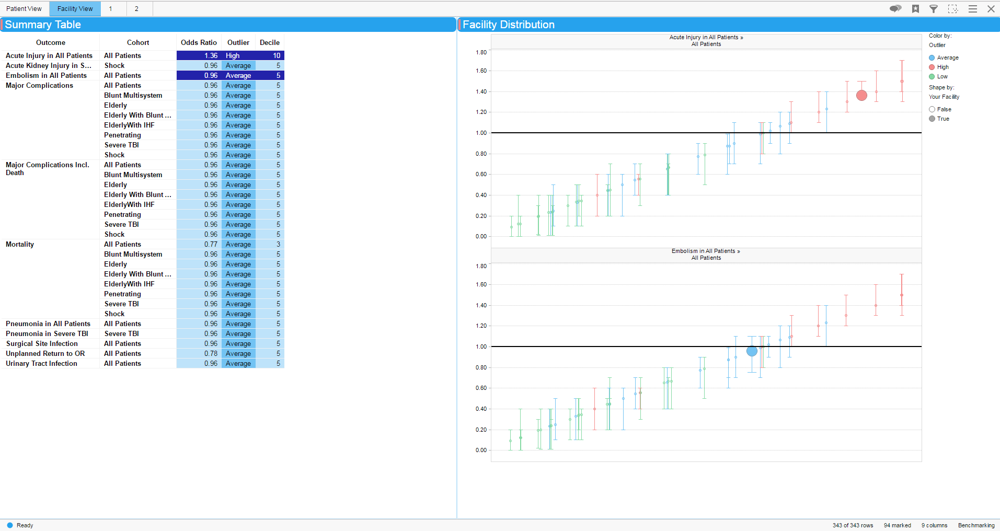 Patient View Facility View 1 2
Summary Table
Outcome Cohort Odds Ratio Outlier Decile
Acute Injury in All Patients All Patients 1.36 High 10
Acute Kidney Injury in S... Shock 0.96 Average 5
Embolism in All Patients All Patients 0.96 Average 5
Major Complications All Patients 0.96 Average 5
Blunt Multisystem 0.96 Average 5
Elderly 0.96 Average 5
Elderly With Blunt ... 0.96 Average 5
ElderlyWith IHF 0.96 Average 5
Penetrating 0.96 Average 5
Severe TBI 0.96 Average 5
Shock 0.96 Average 5
Major Complications Incl. All Patients 0.96 Average 5
Death
Blunt Multisystem 0.96 Average 5
Elderly 0.96 Average 5
Elderly With Blunt ... 0.96 Average 5
ElderlyWith IHF 0.96 Average 5
Penetrating 0.96 Average 5
Severe TBI 0.96 Average 5
Shock 0.96 Average 5
Mortality All Patients 0.77 Average 3
Blunt Multisystem 0.96 Average 5
Elderly 0.96 Average 5
Elderly With Blunt ... 0.96 Average 5
ElderlyWith IHF 0.96 Average 5
Penetrating 0.96 Average 5
Severe TBI 0.96 Average 5
Shock 0.96 Average 5
Pneumonia in All Patients All Patients 0.96 Average 5
Pneumonia in Severe TBI Severe TBI 0.96 Average 5
Surgical Site Infection All Patients 0.96 Average 5
Unplanned Return to OR All Patients 0.78 Average 5
Urinary Tract Infection All Patients 0.96 Average 5
Facility Distribution
Acute Injury in All Patients »
All Patients
1.80
1.60
1.40
1.20
1.00
0.80
0.60
0.40
0.20
0.00
Embolism in All Patients »
All Patients
1.80
1.60
1.40
1.20
1.00
0.80
0.60
0.40
0.20
0.00
Color by:
Outlier
Average
High
Low
Shape by:
Your Facility
False
True
Ready 343 of 343 rows 94 marked 9 columns Benchmarking